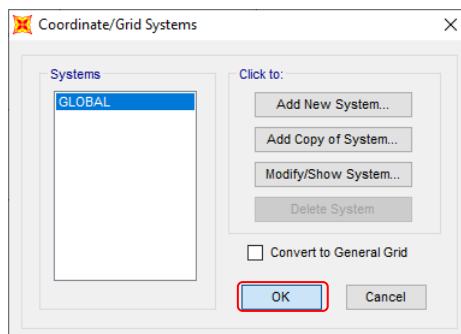 Coordinate/Grid Systems
Systems
GLOBAL
Click to:
Add New System...
Add Copy of System...
Modify/Show System...
Delete System
Convert to General Grid
OK
Cancel